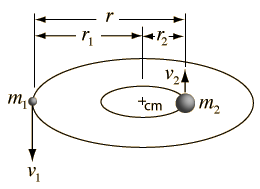 r
r₁ r₂
v₂
m₁ cm m₂
v₁